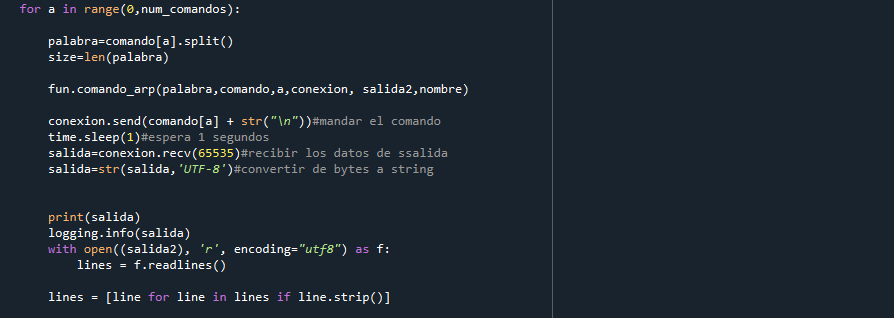 for a in range(0,num_comandos):
palabra=comando[a].split()
size=len(palabra)
fun.comando_arp(palabra,comando,a,conexion, salida2,nombre)
conexion.send(comando[a] + str("\n"))#mandar el comando
time.sleep(1)#espera 1 segundos
salida=conexion.recv(65535)#recibir los datos de ssalida
salida=str(salida,'UTF-8')#convertir de bytes a string
print(salida)
logging.info(salida)
with open((salida2), 'r', encoding="utf8") as f:
lines = f.readlines()
lines = [line for line in lines if line.strip()]